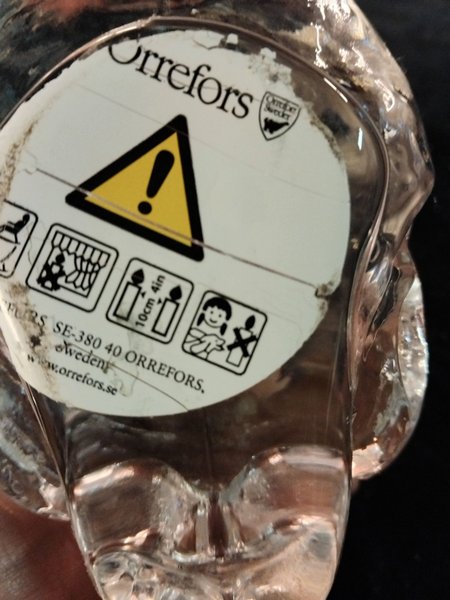 Orrefors
Orrefors
Sweden
!
10cm 4in
SE-380 40 ORREFORS.
Sweden
www.orrefors.se